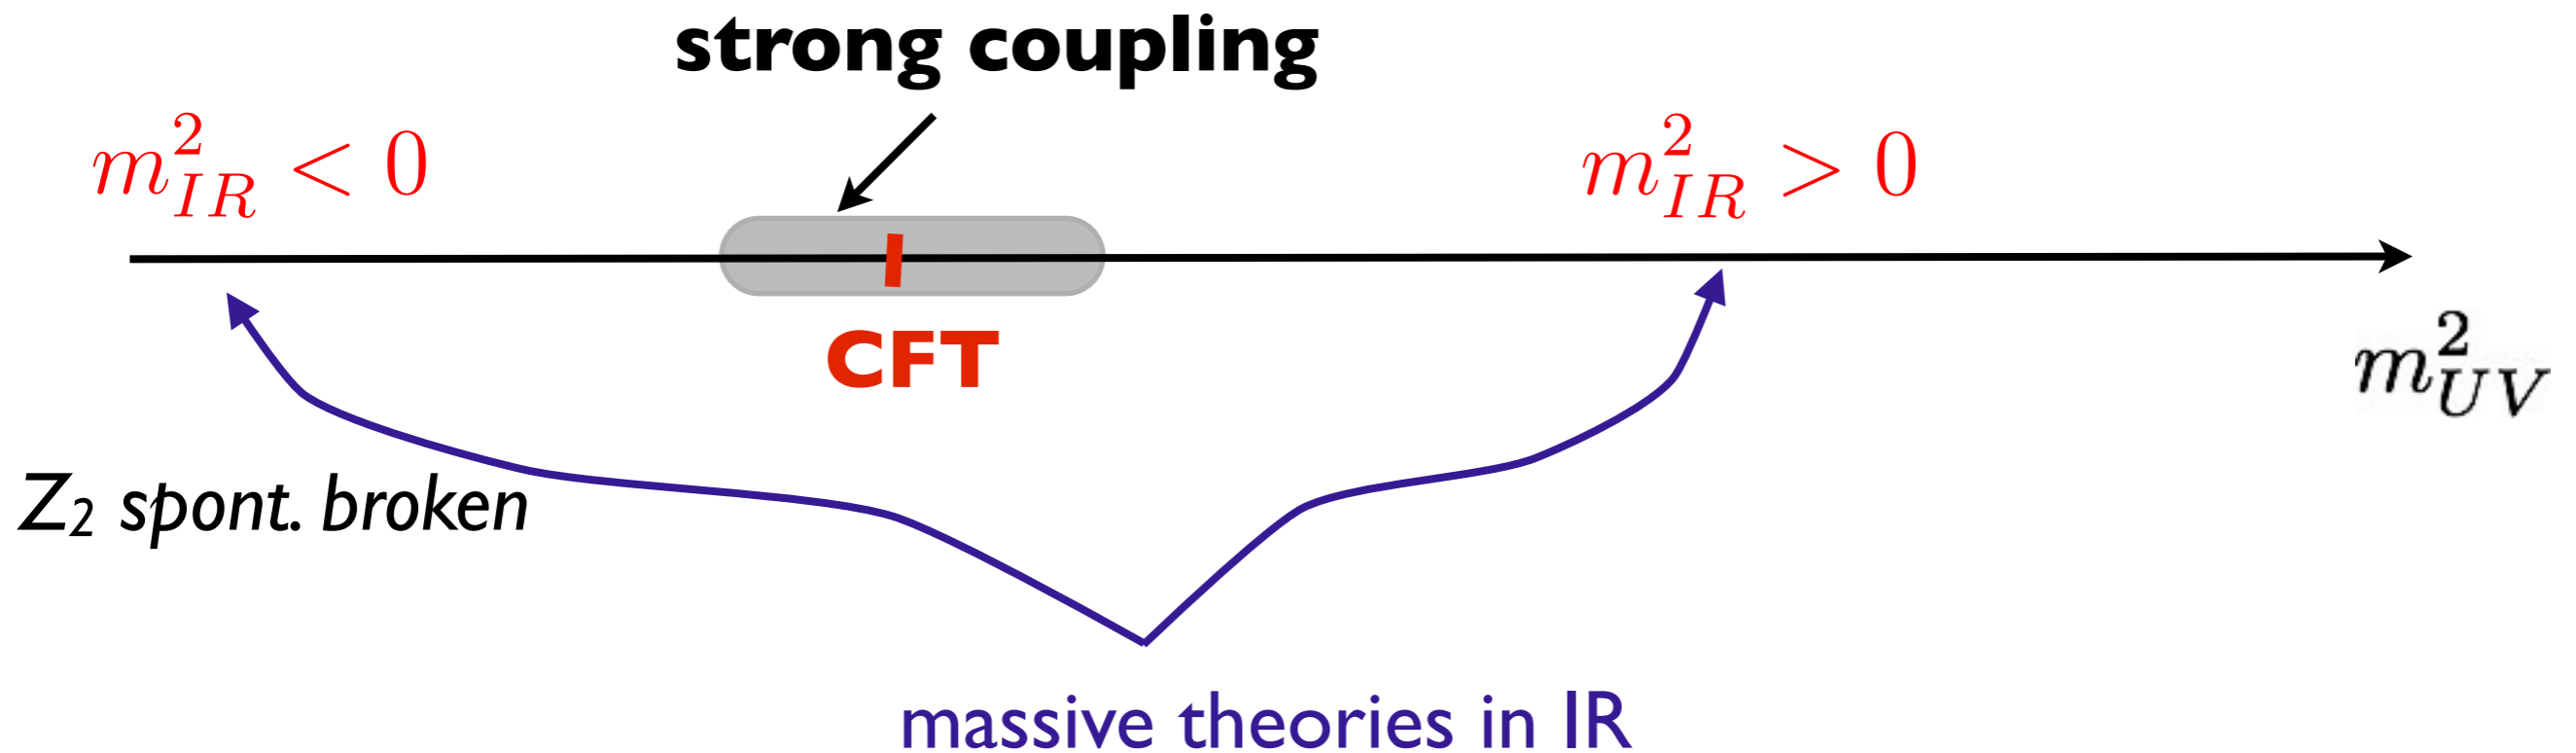 strong coupling
m²_IR < 0
m²_IR > 0
CFT
m²_UV
Z₂ spont. broken
massive theories in IR